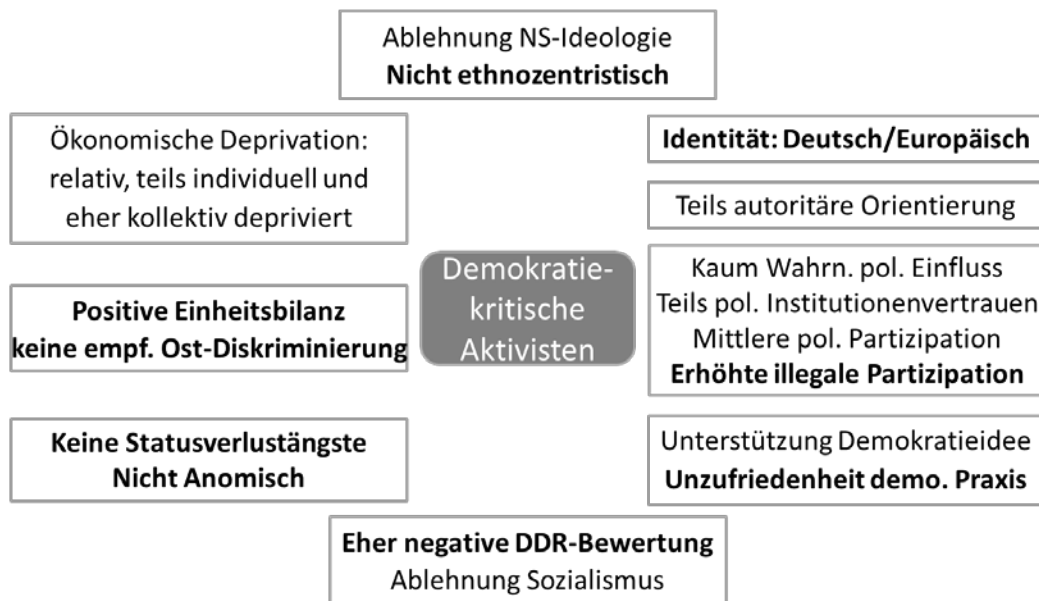 Ablehnung NS-Ideologie
Nicht ethnozentristisch
Ökonomische Deprivation:
relativ, teils individuell und
eher kollektiv depriviert
Positive Einheitsbilanz
keine empf. Ost-Diskriminierung
Keine Statusverlustängste
Nicht Anomisch
Demokratie-
kritische
Aktivisten
Identität: Deutsch/Europäisch
Teils autoritäre Orientierung
Kaum Wahrn. pol. Einfluss
Teils pol. Institutionenvertrauen
Mittlere pol. Partizipation
Erhöhte illegale Partizipation
Unterstützung Demokratieidee
Unzufriedenheit demo. Praxis
Eher negative DDR-Bewertung
Ablehnung Sozialismus